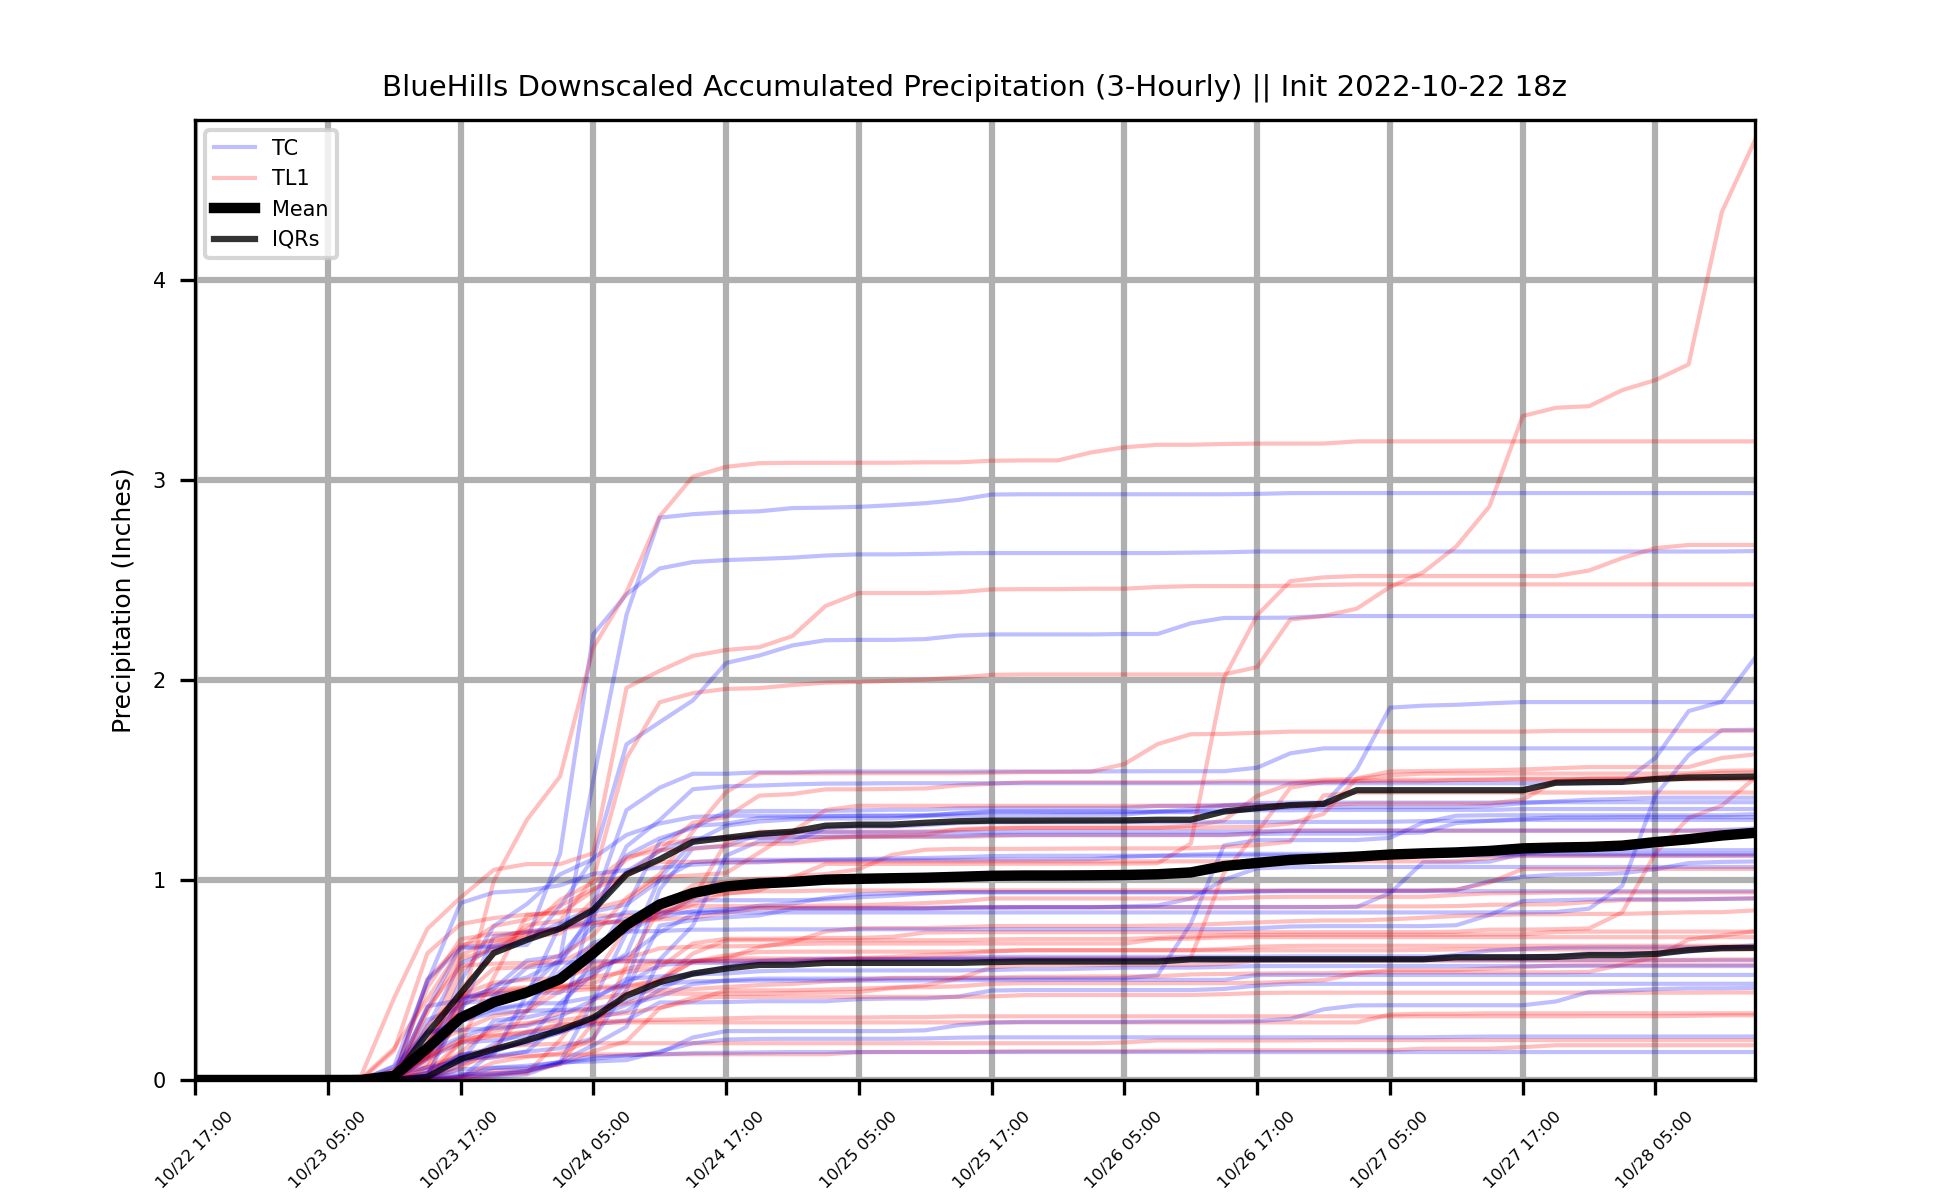 BlueHills Downscaled Accumulated Precipitation (3-Hourly) || Init 2022-10-22 18z
TC
TL1
Mean
IQRs
Precipitation (Inches)
4
3
2
1
0
10/22 17:00
10/23 05:00
10/23 17:00
10/24 05:00
10/24 17:00
10/25 05:00
10/25 17:00
10/26 05:00
10/26 17:00
10/27 05:00
10/27 17:00
10/28 05:00